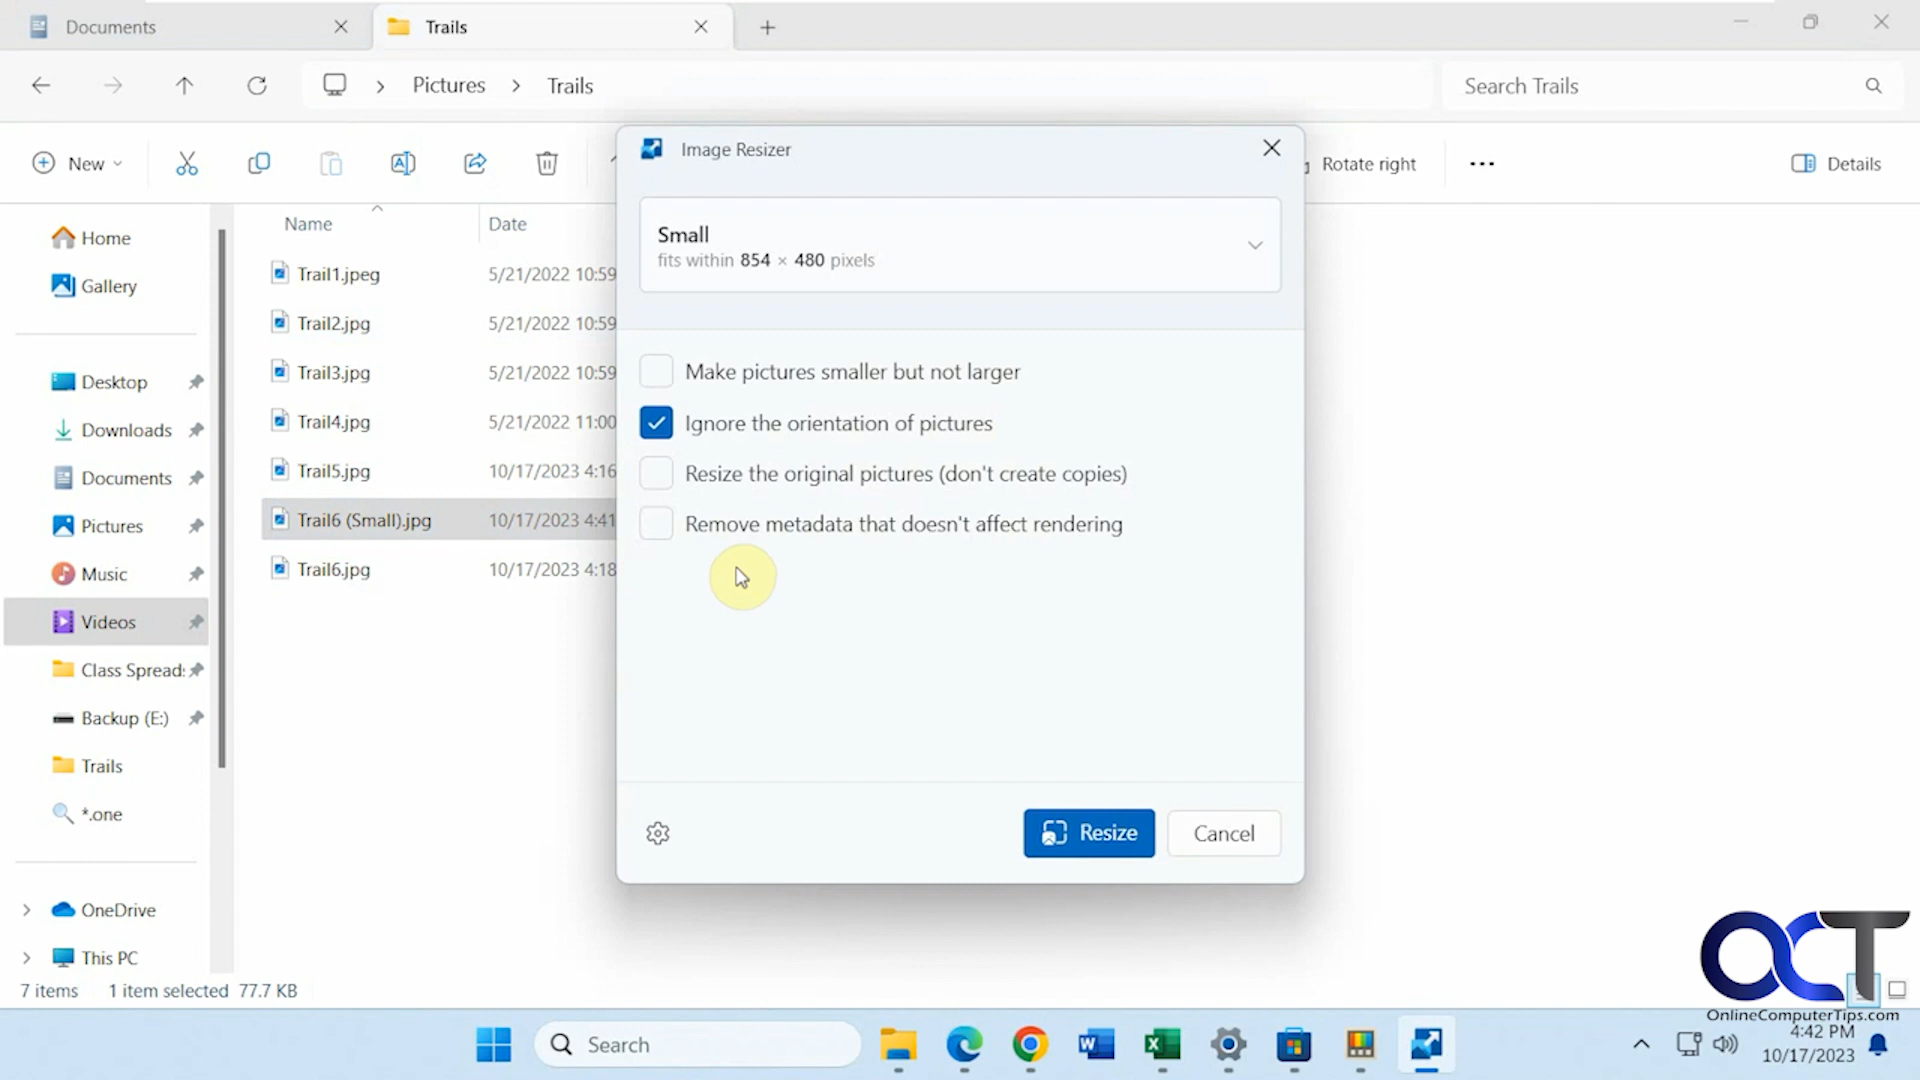 Documents
Trails
Pictures
Trails
Search Trails
New
Rotate right
Details
Image Resizer
Small
fits within 854 × 480 pixels
Make pictures smaller but not larger
Ignore the orientation of pictures
Resize the original pictures (don't create copies)
Remove metadata that doesn't affect rendering
Resize
Cancel
Name
Date
Trail1.jpeg
5/21/2022 10:59
Trail2.jpg
5/21/2022 10:59
Trail3.jpg
5/21/2022 10:59
Trail4.jpg
5/21/2022 11:00
Trail5.jpg
10/17/2023 4:16
Trail6 (Small).jpg
10/17/2023 4:41
Trail6.jpg
10/17/2023 4:18
Home
Gallery
Desktop
Downloads
Documents
Pictures
Music
Videos
Class Spread
Backup (E:)
Trails
*.one
OneDrive
This PC
7 items
1 item selected 77.7 KB
OCT
OnlineComputerTips.com
Search
4:42 PM
10/17/2023